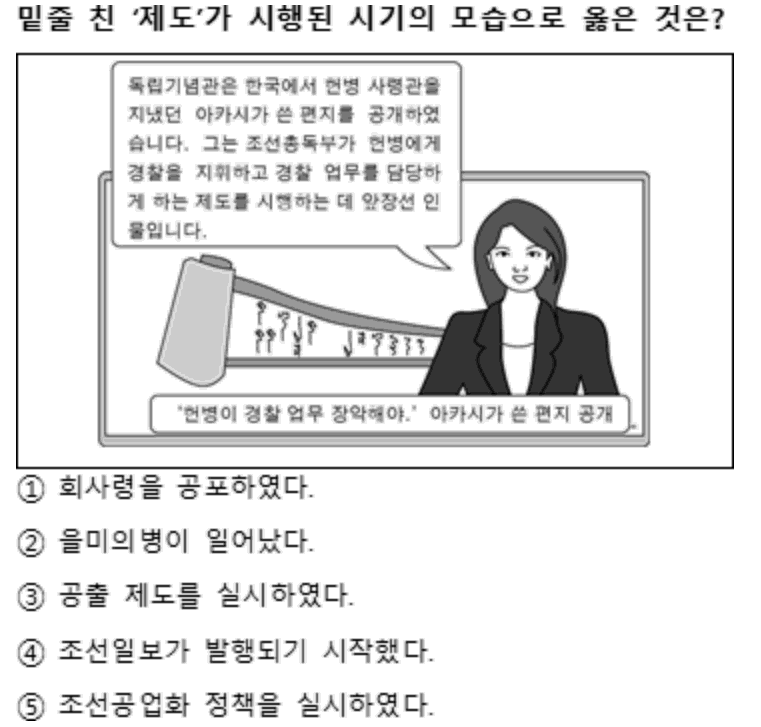 밑줄 친 '제도'가 시행된 시기의 모습으로 옳은 것은?
독립기념관은 한국에서 헌병 사령관을
지냈던 아카시가 쓴 편지를 공개하였
습니다. 그는 조선총독부가 헌병에게
경찰을 지휘하고 경찰 업무를 담당하
게 하는 제도를 시행하는 데 앞장선 인
물입니다.
'헌병이 경찰 업무 장악해야.' 아카시가 쓴 편지 공개
① 회사령을 공포하였다.
② 을미의병이 일어났다.
③ 공출 제도를 실시하였다.
④ 조선일보가 발행되기 시작했다.
⑤ 조선공업화 정책을 실시하였다.